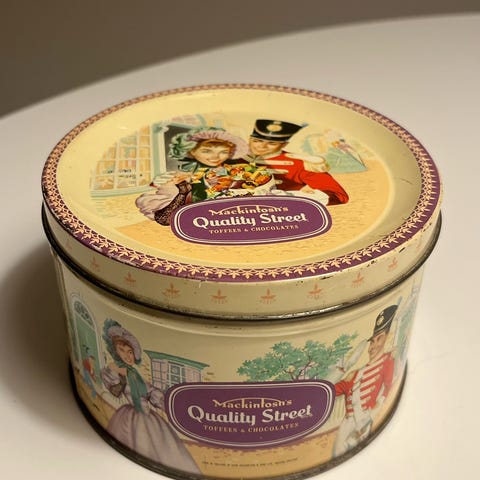 Mackintosh's
Quality Street
TOFFEES & CHOCOLATES
Mackintosh's
Quality Street
TOFFEES & CHOCOLATES